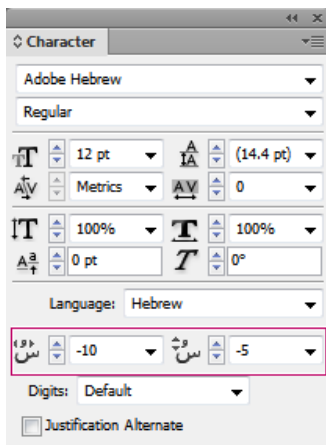 Character
Adobe Hebrew
Regular
12 pt (14.4 pt)
Metrics 0
100% 100%
0 pt 0°
Language: Hebrew
-10 -5
Digits: Default
Justification Alternate